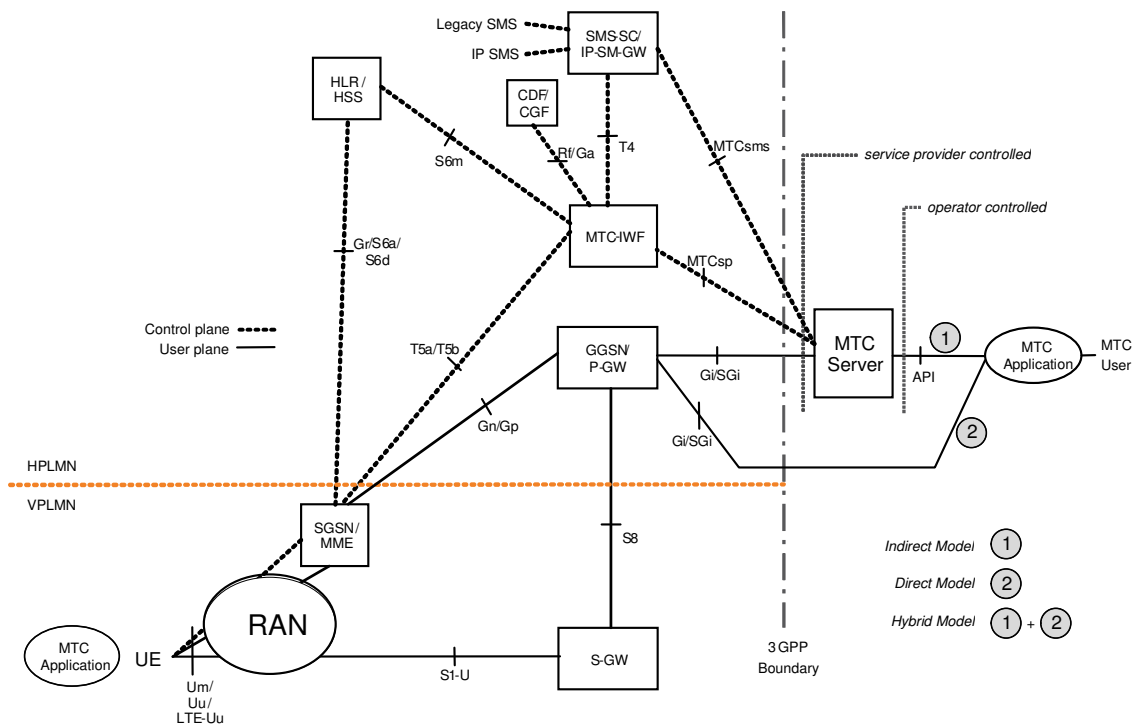 Legacy SMS
IP SMS
SMS-SC/
IP-SM-GW
HLR/
HSS
CDF/
CGF
S6m
Rf/Ga
T4
MTCsms
service provider controlled
operator controlled
MTC-IWF
Gr/S6a/
S6d
MTCsp
Control plane
User plane
T5a/T5b
GGSN/
P-GW
Gi/SGi
MTC
Server
1
API
MTC
Application
MTC
User
Gn/Gp
Gi/SGi
2
HPLMN
VPLMN
SGSN/
MME
S8
Indirect Model 1
Direct Model 2
Hybrid Model 1 + 2
RAN
MTC
Application
UE
S1-U
S-GW
3GPP
Boundary
Um/
Uu/
LTE-Uu